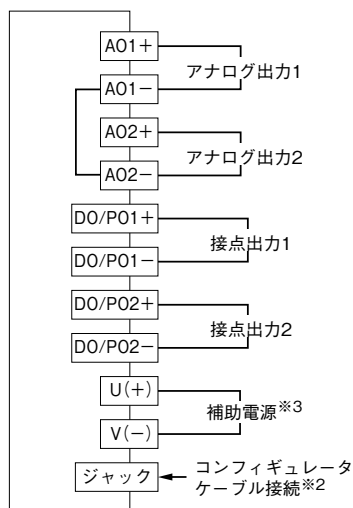 AO1+
アナログ出力1
AO1−
AO2+
アナログ出力2
AO2−
DO/PO1+
接点出力1
DO/PO1−
DO/PO2+
接点出力2
DO/PO2−
U(+)
補助電源※3
V(−)
ジャック
コンフィギュレータ
ケーブル接続※2